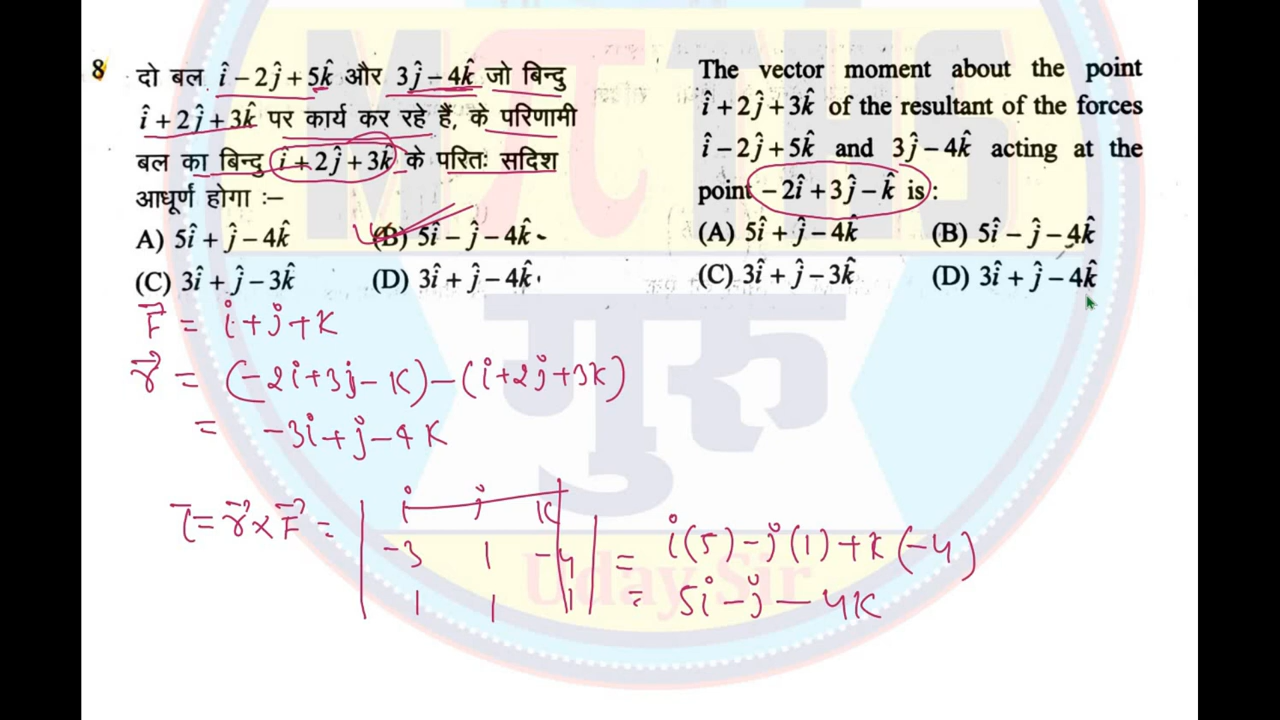 8 दो बल î – 2ĵ + 5k̂ और 3ĵ – 4k̂ जो बिन्दु
î + 2ĵ + 3k̂ पर कार्य कर रहे हैं, के परिणामी
बल का बिन्दु î + 2ĵ + 3k̂ के परितः सदिश
आधूर्ण होगा :–
A) 5î + ĵ – 4k̂ (B) 5î – ĵ – 4k̂
(C) 3î + ĵ – 3k̂ (D) 3î + ĵ – 4k̂
The vector moment about the point
î + 2ĵ + 3k̂ of the resultant of the forces
î – 2ĵ + 5k̂ and 3ĵ – 4k̂ acting at the
point – 2î + 3ĵ – k̂ is :
(A) 5î + ĵ – 4k̂ (B) 5î – ĵ – 4k̂
(C) 3î + ĵ – 3k̂ (D) 3î + ĵ – 4k̂
F⃗ = i + j + k
r⃗ = (-2i+3j-k) - (i+2j+3k)
= -3i + j - 4k
τ = r⃗ × F⃗ = | i j k
-3 1 -4
1 1 1 | = i(5) - j(1) + k(-4)
= 5i - j - 4k
गुरु
Uday Sir